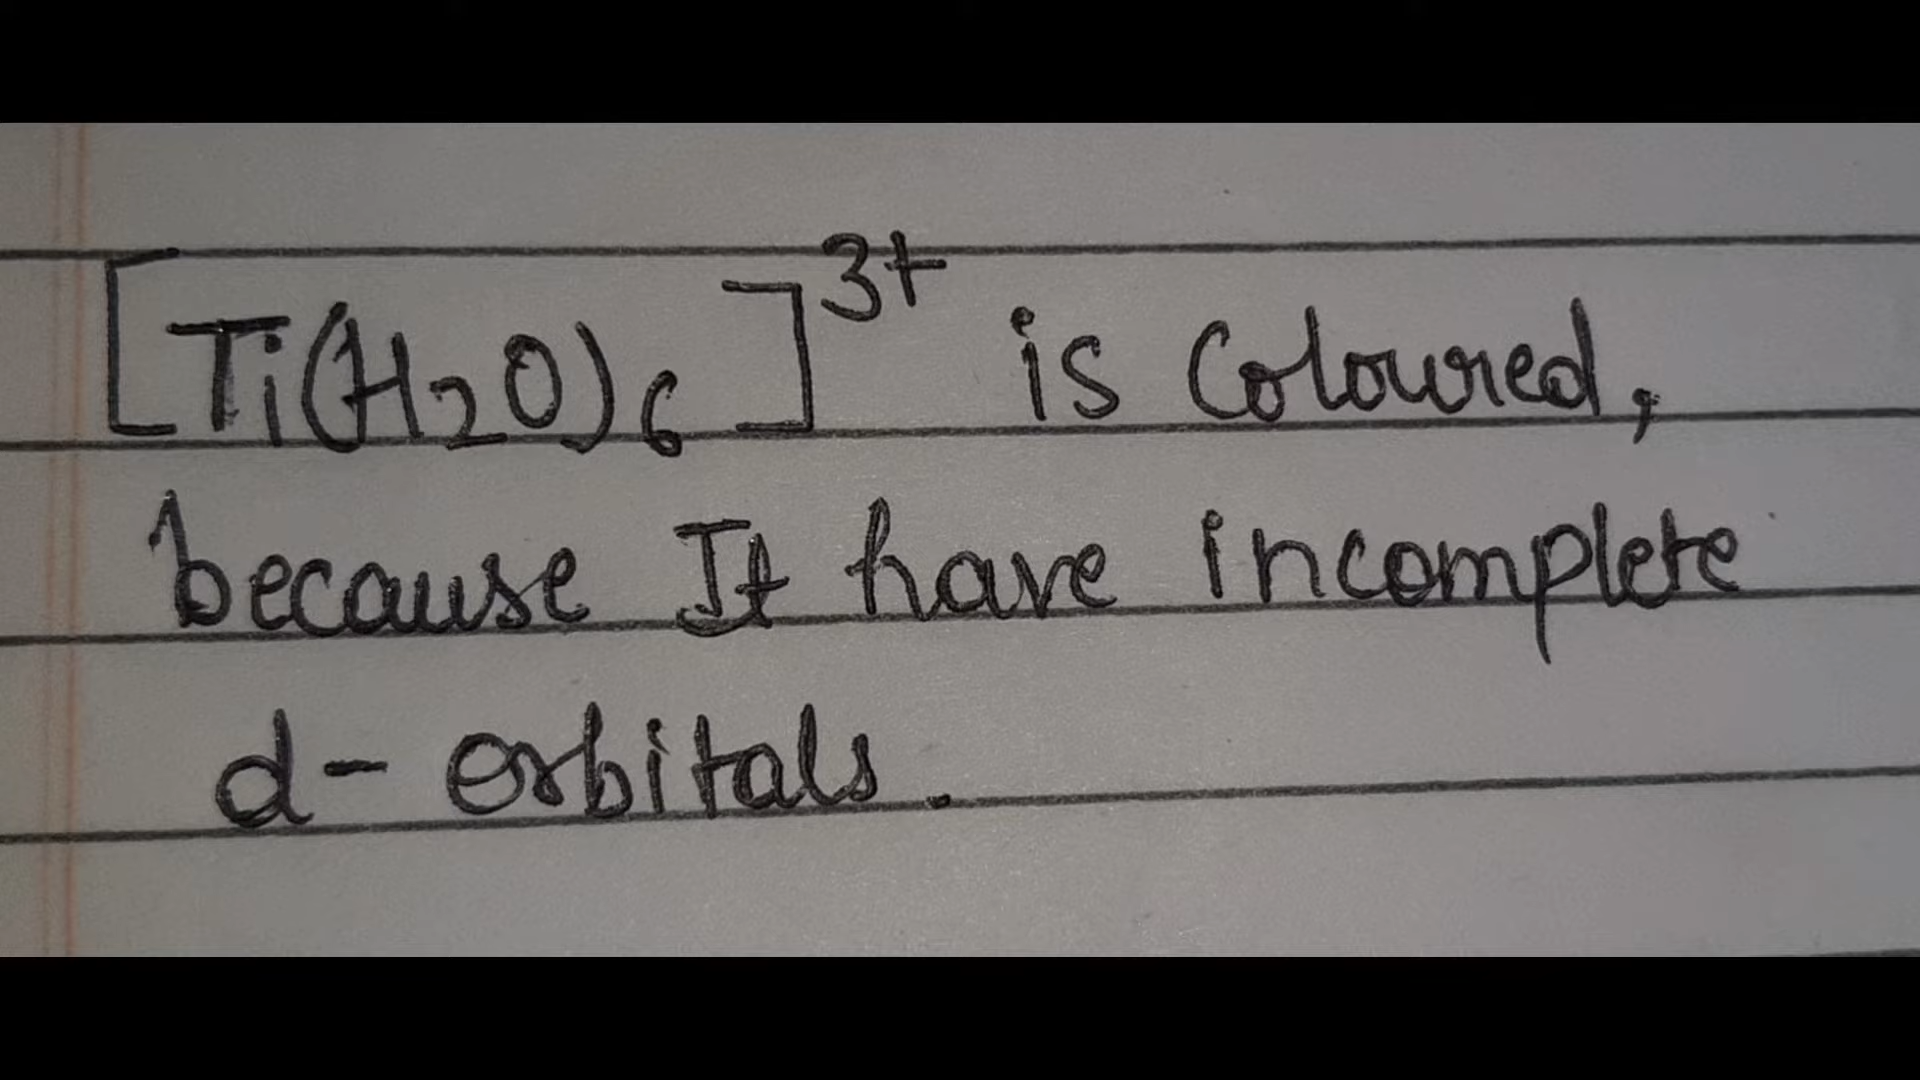 [Ti(H₂O)₆]³⁺ is Coloured,
because It have incomplete
d- orbitals.